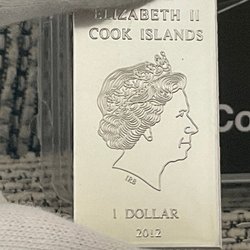 ELIZABETH II
COOK ISLANDS
IRB
1 DOLLAR
2012
Co